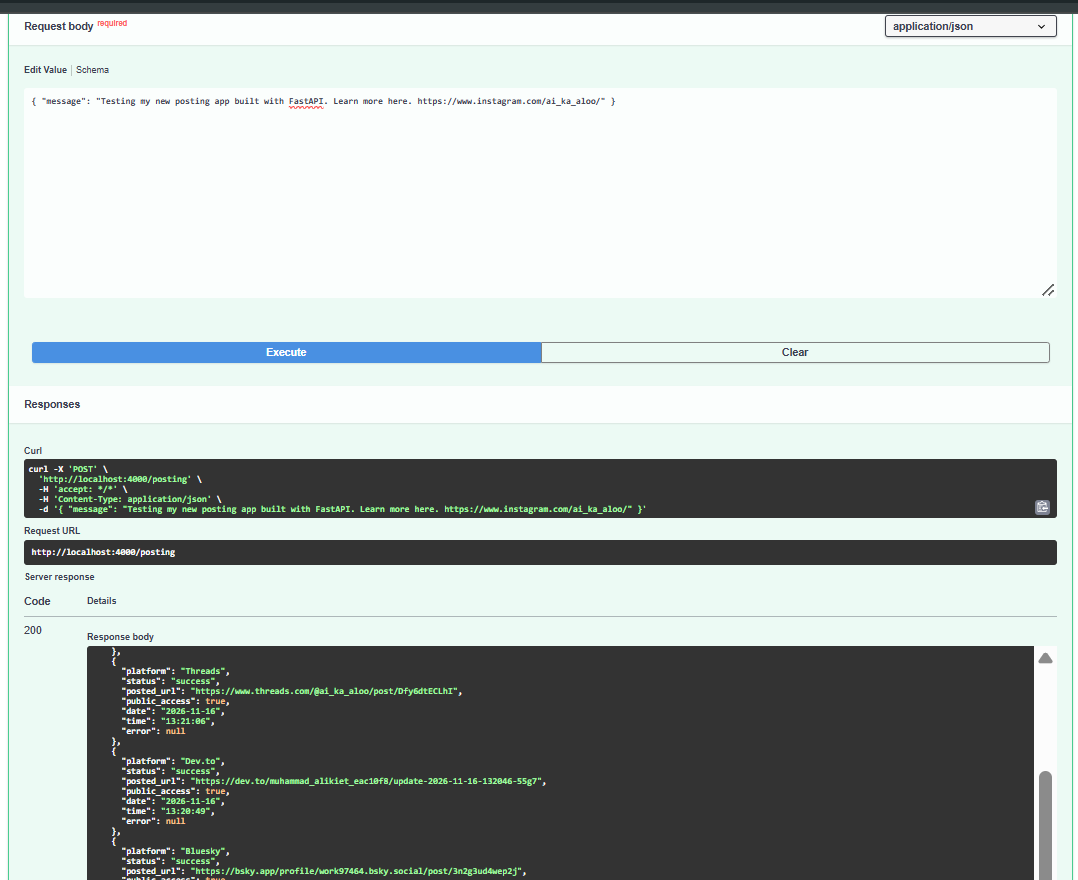 Request body required
application/json
Edit Value | Schema
{ "message": "Testing my new posting app built with FastAPI. Learn more here. https://www.instagram.com/ai_ka_aloo/" }
Execute
Clear
Responses
Curl
curl -X 'POST' \
'http://localhost:4000/posting' \
-H 'accept: */*' \
-H 'Content-Type: application/json' \
-d '{ "message": "Testing my new posting app built with FastAPI. Learn more here. https://www.instagram.com/ai_ka_aloo/" }'
Request URL
http://localhost:4000/posting
Server response
Code Details
200
Response body
},
{
"platform": "Threads",
"status": "success",
"posted_url": "https://www.threads.com/@ai_ka_aloo/post/Dfy6dtECLhI",
"public_access": true,
"date": "2026-11-16",
"time": "13:21:06",
"error": null
},
{
"platform": "Dev.to",
"status": "success",
"posted_url": "https://dev.to/muhammad_alikiet_eac10f8/update-2026-11-16-132046-55g7",
"public_access": true,
"date": "2026-11-16",
"time": "13:20:49",
"error": null
},
{
"platform": "Bluesky",
"status": "success",
"posted_url": "https://bsky.app/profile/work97464.bsky.social/post/3n2g3ud4wep2j",
"public_access": true